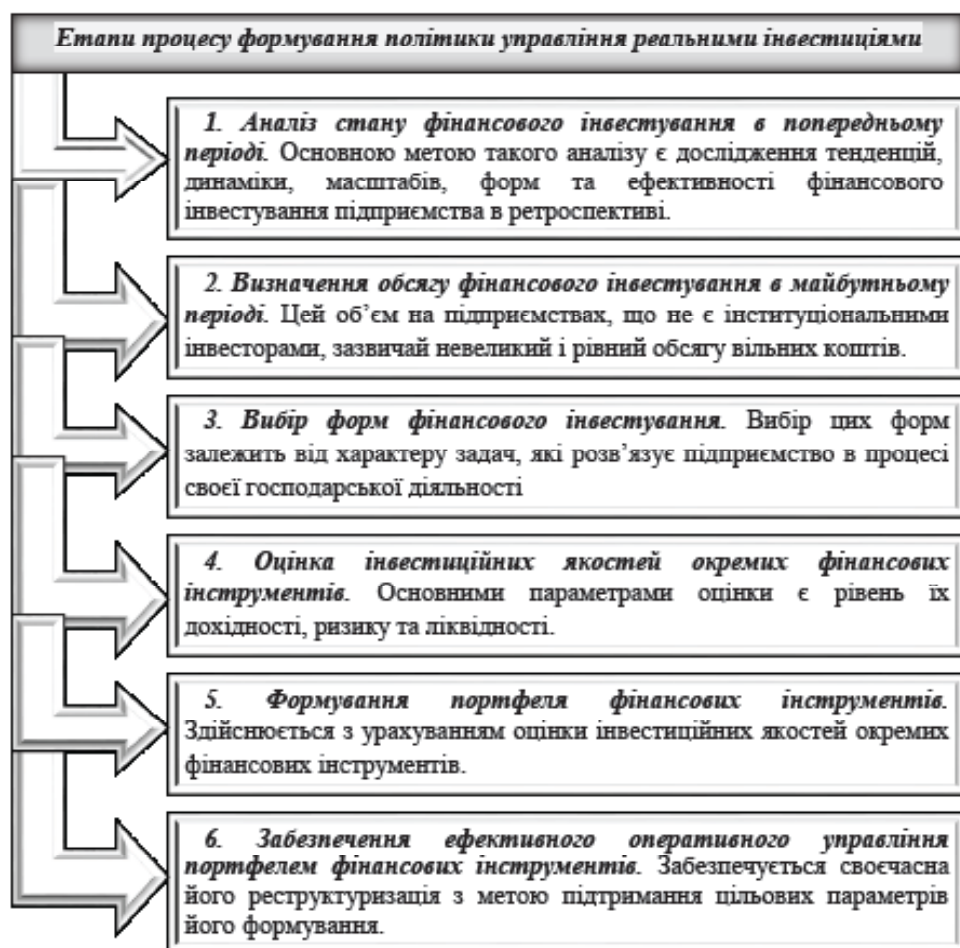 Етапи процесу формування політики управління реальними інвестиціями
1. Аналіз стану фінансового інвестування в попередньому
періоді. Основною метою такого аналізу є дослідження тенденцій,
динаміки, масштабів, форм та ефективності фінансового
інвестування підприємства в ретроспективі.
2. Визначення обсягу фінансового інвестування в майбутньому
періоді. Цей об’єм на підприємствах, що не є інституціональними
інвесторами, зазвичай невеликий і рівний обсягу вільних коштів.
3. Вибір форм фінансового інвестування. Вибір цих форм
залежить від характеру задач, які розв’язує підприємство в процесі
своєї господарської діяльності
4. Оцінка інвестиційних якостей окремих фінансових
інструментів. Основними параметрами оцінки є рівень їх
дохідності, ризику та ліквідності.
5. Формування портфеля фінансових інструментів.
Здійснюється з урахуванням оцінки інвестиційних якостей окремих
фінансових інструментів.
6. Забезпечення ефективного оперативного управління
портфелем фінансових інструментів. Забезпечується своєчасна
його реструктуризація з метою підтримання цільових параметрів
його формування.